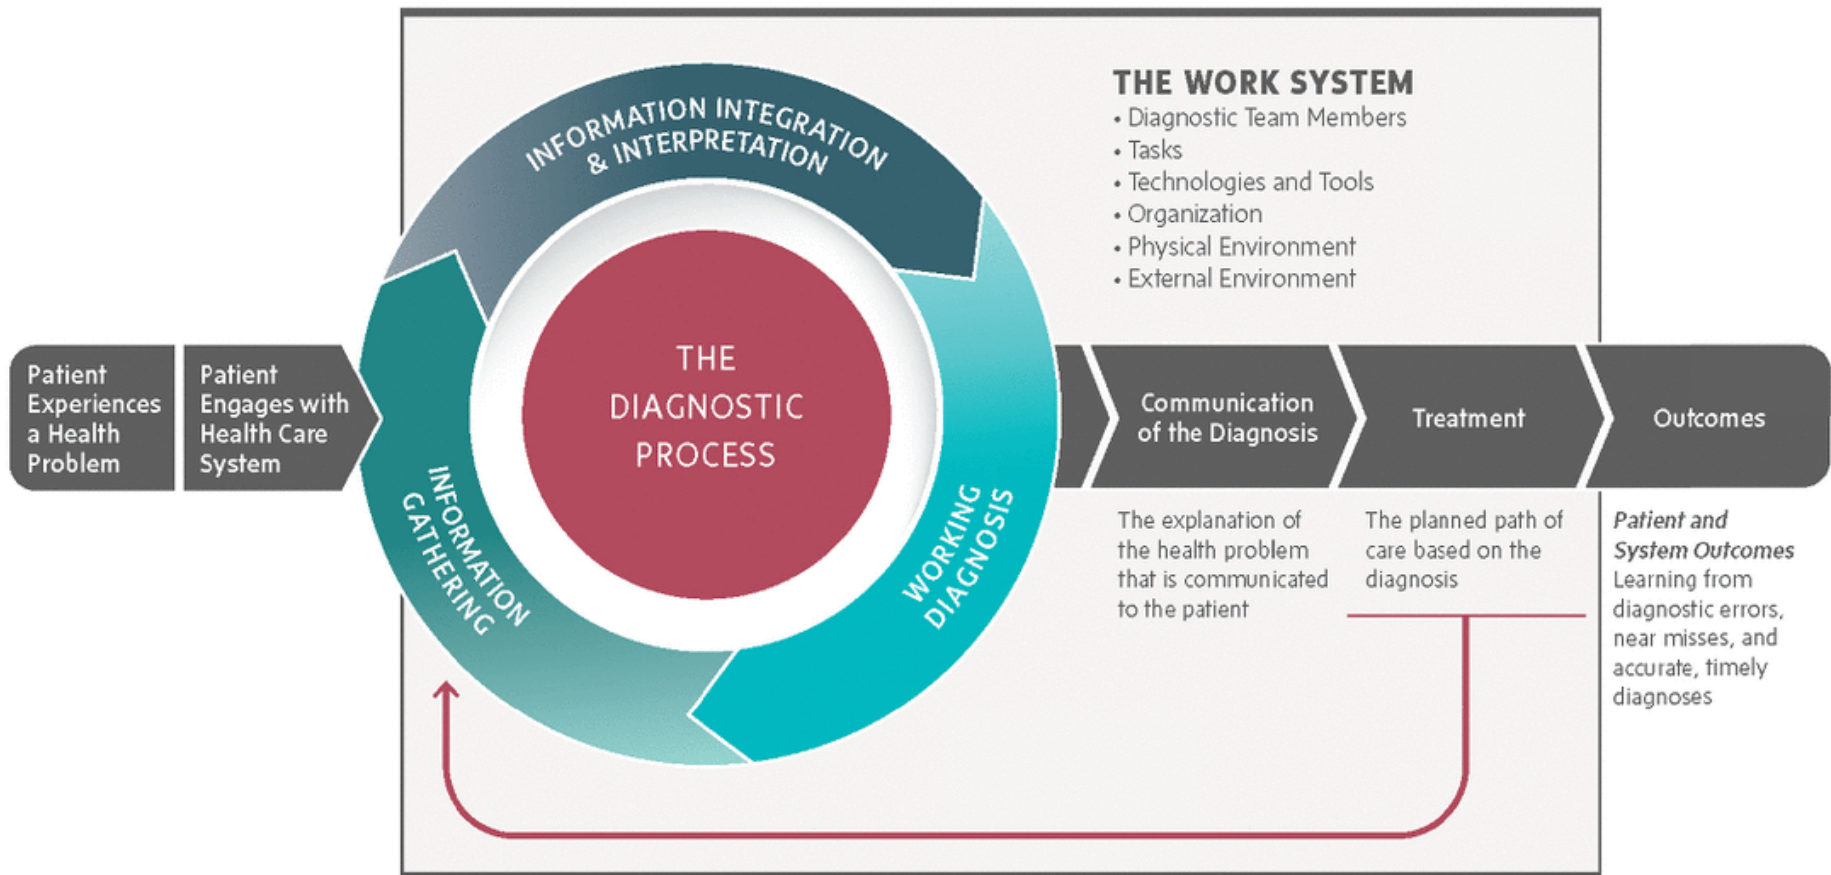 Patient
Experiences
a Health
Problem
Patient
Engages with
Health Care
System
INFORMATION INTEGRATION
& INTERPRETATION
INFORMATION
GATHERING
WORKING
DIAGNOSIS
THE
DIAGNOSTIC
PROCESS
THE WORK SYSTEM
• Diagnostic Team Members
• Tasks
• Technologies and Tools
• Organization
• Physical Environment
• External Environment
Communication
of the Diagnosis
Treatment
Outcomes
The explanation of
the health problem
that is communicated
to the patient
The planned path of
care based on the
diagnosis
Patient and
System Outcomes
Learning from
diagnostic errors,
near misses, and
accurate, timely
diagnoses